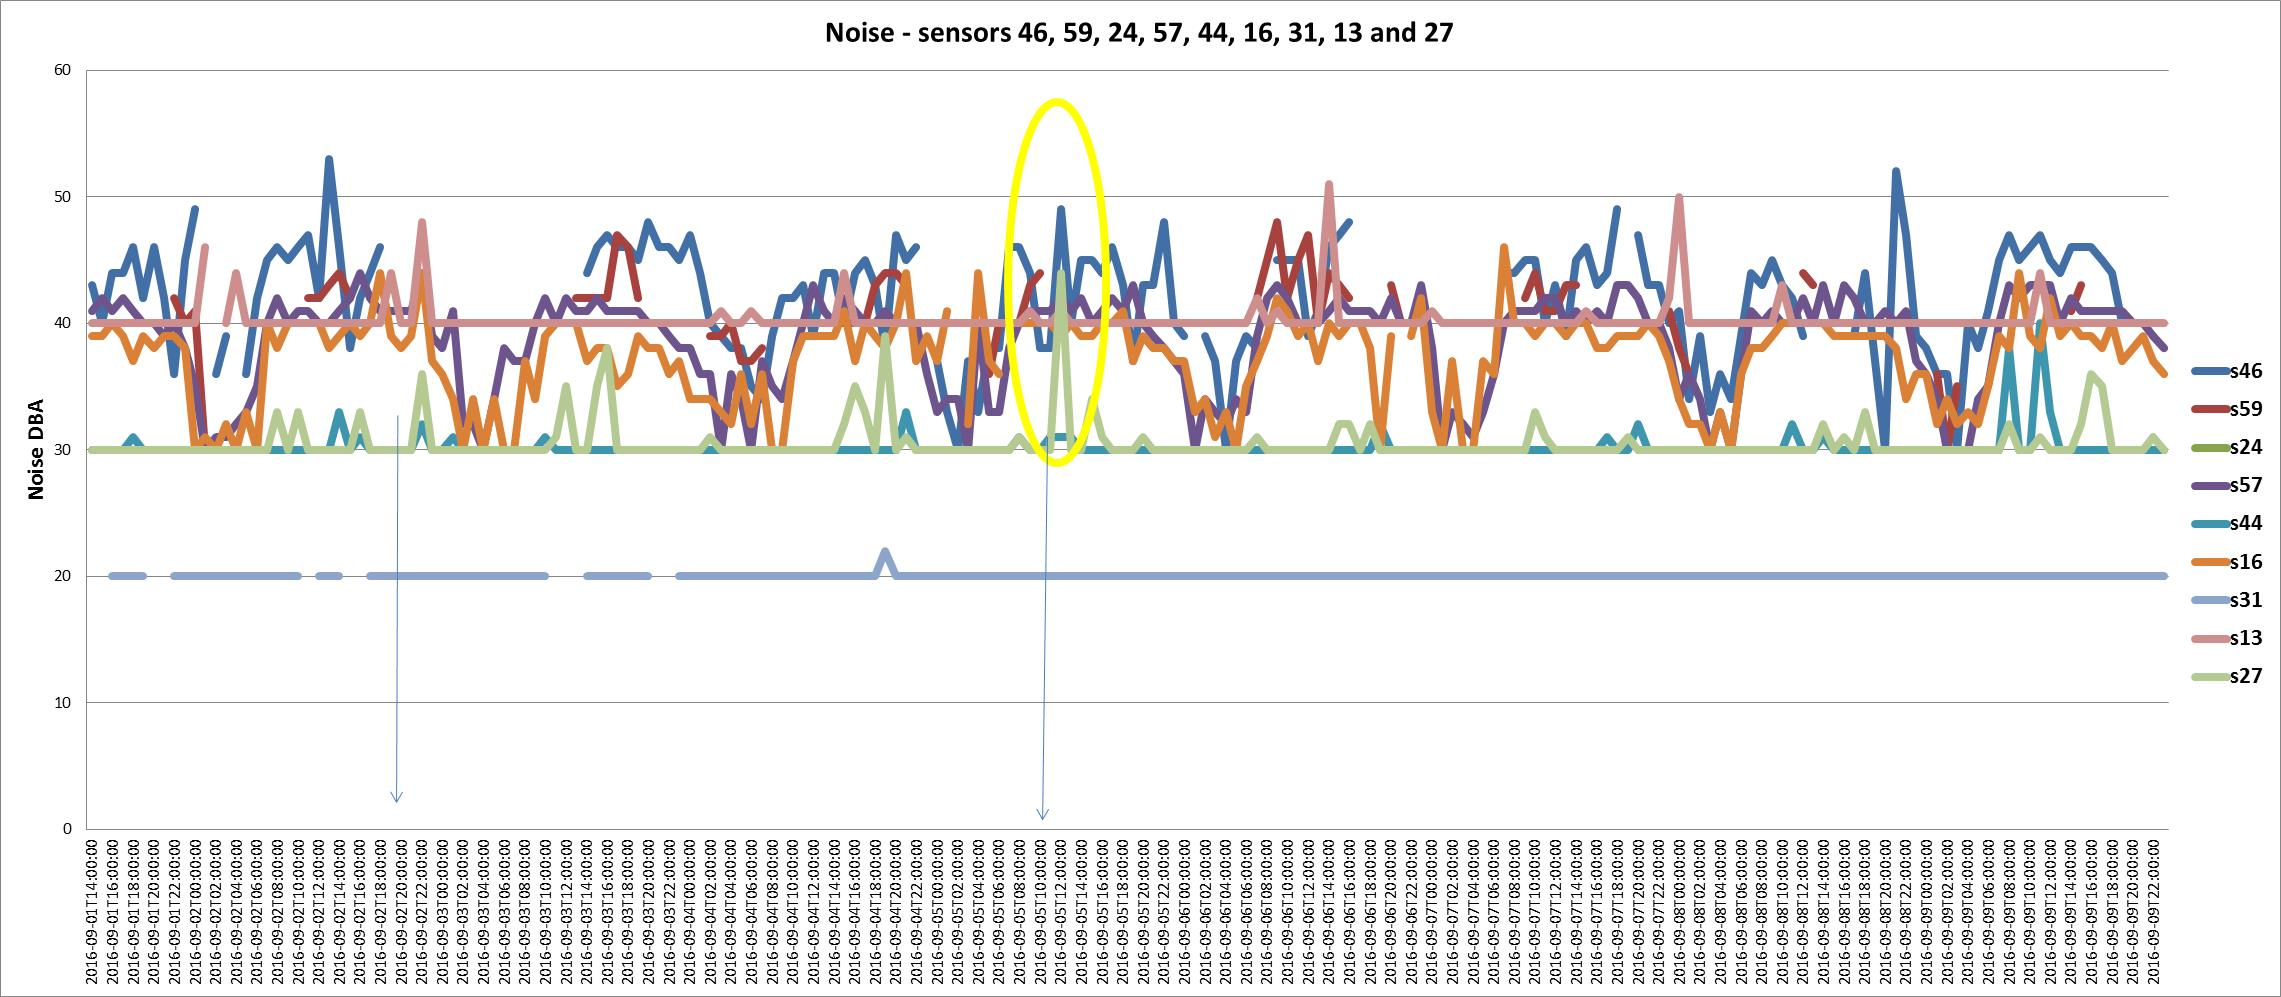 Noise - sensors 46, 59, 24, 57, 44, 16, 31, 13 and 27
Noise DBA
60
50
40
30
20
10
0
2016-09-01T14:00:00
2016-09-01T16:00:00
2016-09-01T18:00:00
2016-09-01T20:00:00
2016-09-01T22:00:00
2016-09-02T00:00:00
2016-09-02T02:00:00
2016-09-02T04:00:00
2016-09-02T06:00:00
2016-09-02T08:00:00
2016-09-02T10:00:00
2016-09-02T12:00:00
2016-09-02T14:00:00
2016-09-02T16:00:00
2016-09-02T18:00:00
2016-09-02T20:00:00
2016-09-02T22:00:00
2016-09-03T00:00:00
2016-09-03T02:00:00
2016-09-03T04:00:00
2016-09-03T06:00:00
2016-09-03T08:00:00
2016-09-03T10:00:00
2016-09-03T12:00:00
2016-09-03T14:00:00
2016-09-03T16:00:00
2016-09-03T18:00:00
2016-09-03T20:00:00
2016-09-03T22:00:00
2016-09-04T00:00:00
2016-09-04T02:00:00
2016-09-04T04:00:00
2016-09-04T06:00:00
2016-09-04T08:00:00
2016-09-04T10:00:00
2016-09-04T12:00:00
2016-09-04T14:00:00
2016-09-04T16:00:00
2016-09-04T18:00:00
2016-09-04T20:00:00
2016-09-04T22:00:00
2016-09-05T00:00:00
2016-09-05T02:00:00
2016-09-05T04:00:00
2016-09-05T06:00:00
2016-09-05T08:00:00
2016-09-05T10:00:00
2016-09-05T12:00:00
2016-09-05T14:00:00
2016-09-05T16:00:00
2016-09-05T18:00:00
2016-09-05T20:00:00
2016-09-05T22:00:00
2016-09-06T00:00:00
2016-09-06T02:00:00
2016-09-06T04:00:00
2016-09-06T06:00:00
2016-09-06T08:00:00
2016-09-06T10:00:00
2016-09-06T12:00:00
2016-09-06T14:00:00
2016-09-06T16:00:00
2016-09-06T18:00:00
2016-09-06T20:00:00
2016-09-06T22:00:00
2016-09-07T00:00:00
2016-09-07T02:00:00
2016-09-07T04:00:00
2016-09-07T06:00:00
2016-09-07T08:00:00
2016-09-07T10:00:00
2016-09-07T12:00:00
2016-09-07T14:00:00
2016-09-07T16:00:00
2016-09-07T18:00:00
2016-09-07T20:00:00
2016-09-07T22:00:00
2016-09-08T00:00:00
2016-09-08T02:00:00
2016-09-08T04:00:00
2016-09-08T06:00:00
2016-09-08T08:00:00
2016-09-08T10:00:00
2016-09-08T12:00:00
2016-09-08T14:00:00
2016-09-08T16:00:00
2016-09-08T18:00:00
2016-09-08T20:00:00
2016-09-08T22:00:00
2016-09-09T00:00:00
2016-09-09T02:00:00
2016-09-09T04:00:00
2016-09-09T06:00:00
2016-09-09T08:00:00
2016-09-09T10:00:00
2016-09-09T12:00:00
2016-09-09T14:00:00
2016-09-09T16:00:00
2016-09-09T18:00:00
2016-09-09T20:00:00
2016-09-09T22:00:00
s46
s59
s24
s57
s44
s16
s31
s13
s27